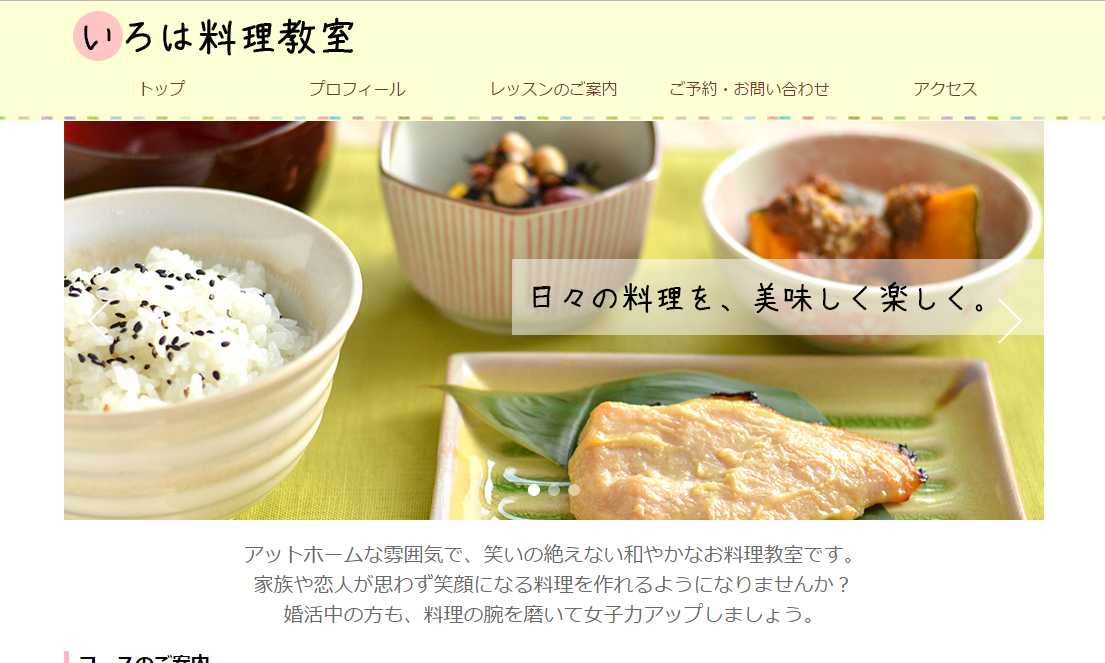 いろは料理教室
トップ
プロフィール
レッスンのご案内
ご予約・お問い合わせ
アクセス
日々の料理を、美味しく楽しく。
アットホームな雰囲気で、笑いの絶えない和やかなお料理教室です。
家族や恋人が思わず笑顔になる料理を作れるようになりませんか？
婚活中の方も、料理の腕を磨いて女子力アップしましょう。
コースのご案内